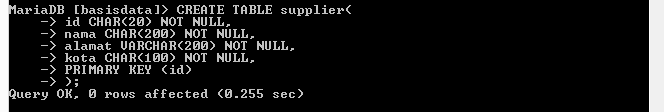 MariaDB [basisdata]> CREATE TABLE supplier(
    -> id CHAR(20) NOT NULL,
    -> nama CHAR(200) NOT NULL,
    -> alamat VARCHAR(200) NOT NULL,
    -> kota CHAR(100) NOT NULL,
    -> PRIMARY KEY (id)
    -> );
Query OK, 0 rows affected (0.255 sec)